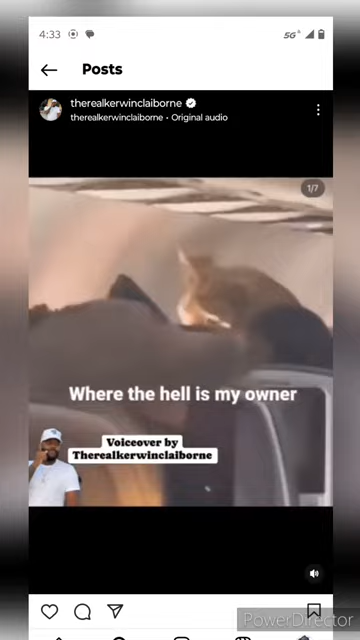 4:33
5G+
Posts
therealkerwinclaiborne
therealkerwinclaiborne • Original audio
1/7
Where the hell is my owner
Voiceover by
Therealkerwinclaiborne
PowerDirector